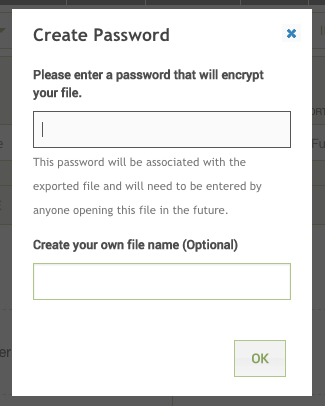 Create Password
Please enter a password that will encrypt
your file.
This password will be associated with the
exported file and will need to be entered by
anyone opening this file in the future.
Create your own file name (Optional)
OK